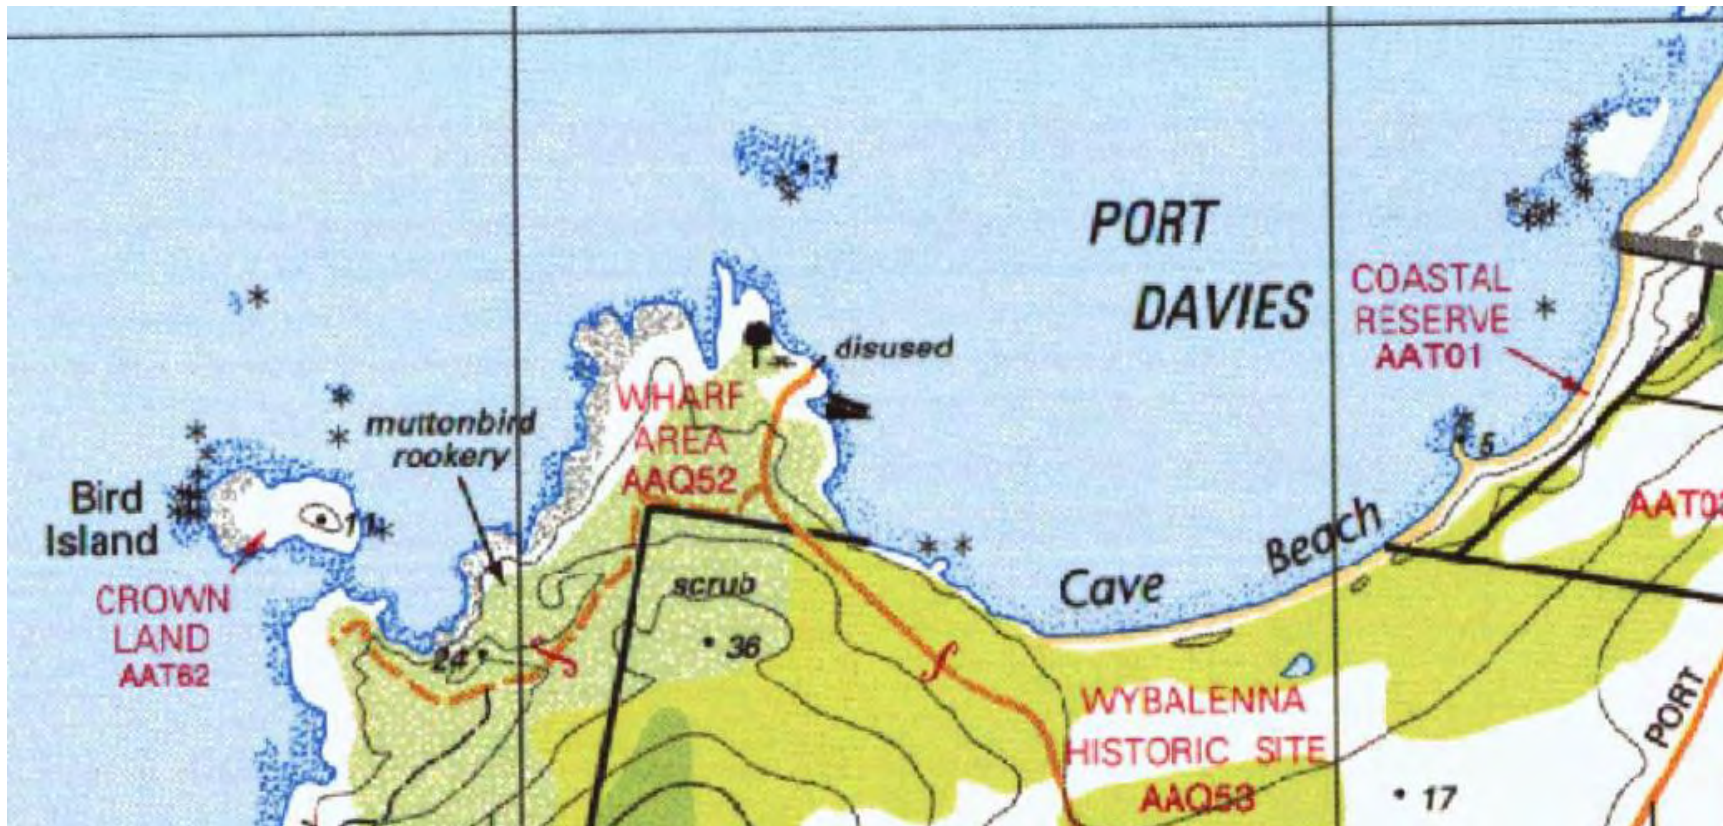 1
PORT
DAVIES
COASTAL
RESERVE
AAT01
disused
WHARF
AREA
AAQ52
muttonbird
rookery
5
Bird
Island
11
CROWN
LAND
AAT62
Cave Beach
scrub
24
36
WYBALENNA
HISTORIC SITE
AAQ53
PORT
17